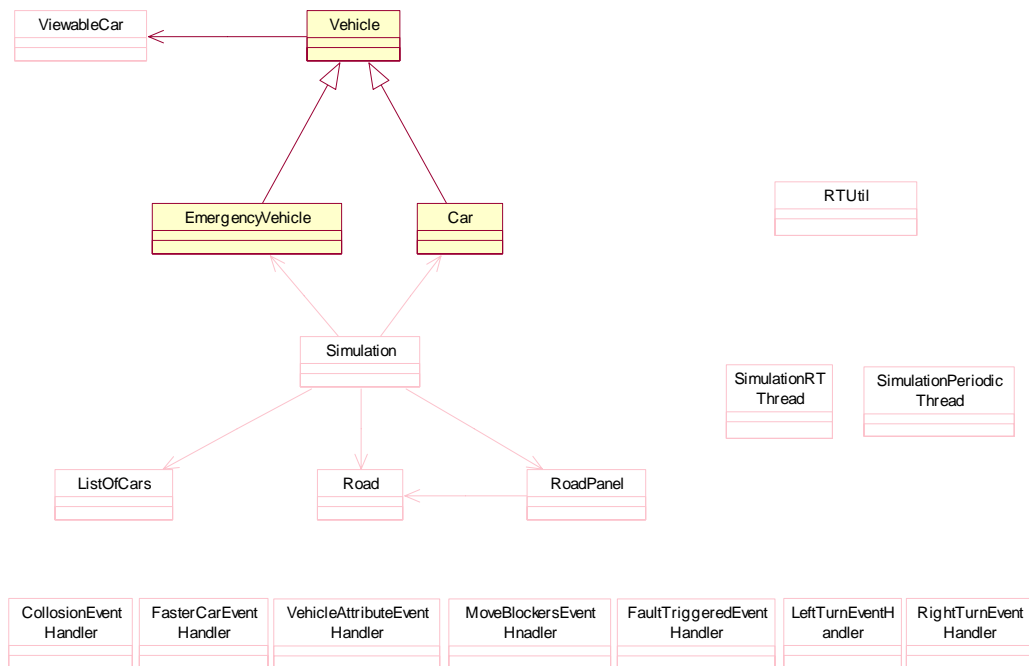 ViewableCar
Vehicle
EmergencyVehicle
Car
RTUtil
Simulation
SimulationRT
Thread
SimulationPeriodic
Thread
ListOfCars
Road
RoadPanel
CollosionEvent
Handler
FasterCarEvent
Handler
VehicleAttributeEvent
Handler
MoveBlockersEvent
Hnadler
FaultTriggeredEvent
Handler
LeftTurnEventH
andler
RightTurnEvent
Handler